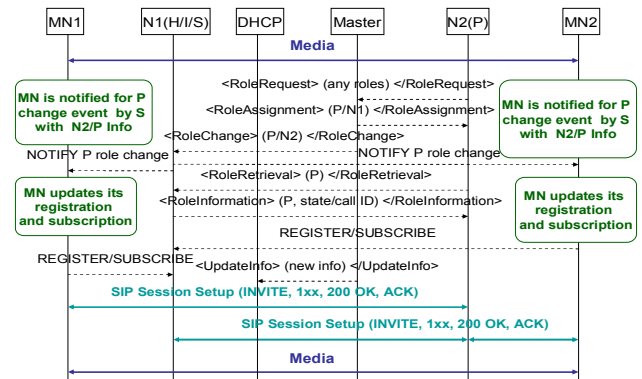 MN1 N1(H/I/S) DHCP Master N2(P) MN2
Media
<RoleRequest> (any roles) </RoleRequest>
MN is notified for P
change event by S
with N2/P Info
MN is notified for P
change event by S
with N2/P Info
<RoleAssignment> (P/N1) </RoleAssignment>
<RoleChange> (P/N2) </RoleChange>
NOTIFY P role change
NOTIFY P role change
<RoleRetrieval> (P) </RoleRetrieval>
MN updates its
registration
and subscription
MN updates its
registration
and subscription
<RoleInformation> (P, state/call ID) </RoleInformation>
REGISTER/SUBSCRIBE
REGISTER/SUBSCRIBE
<UpdateInfo> (new info) </UpdateInfo>
SIP Session Setup (INVITE, 1xx, 200 OK, ACK)
SIP Session Setup (INVITE, 1xx, 200 OK, ACK)
Media